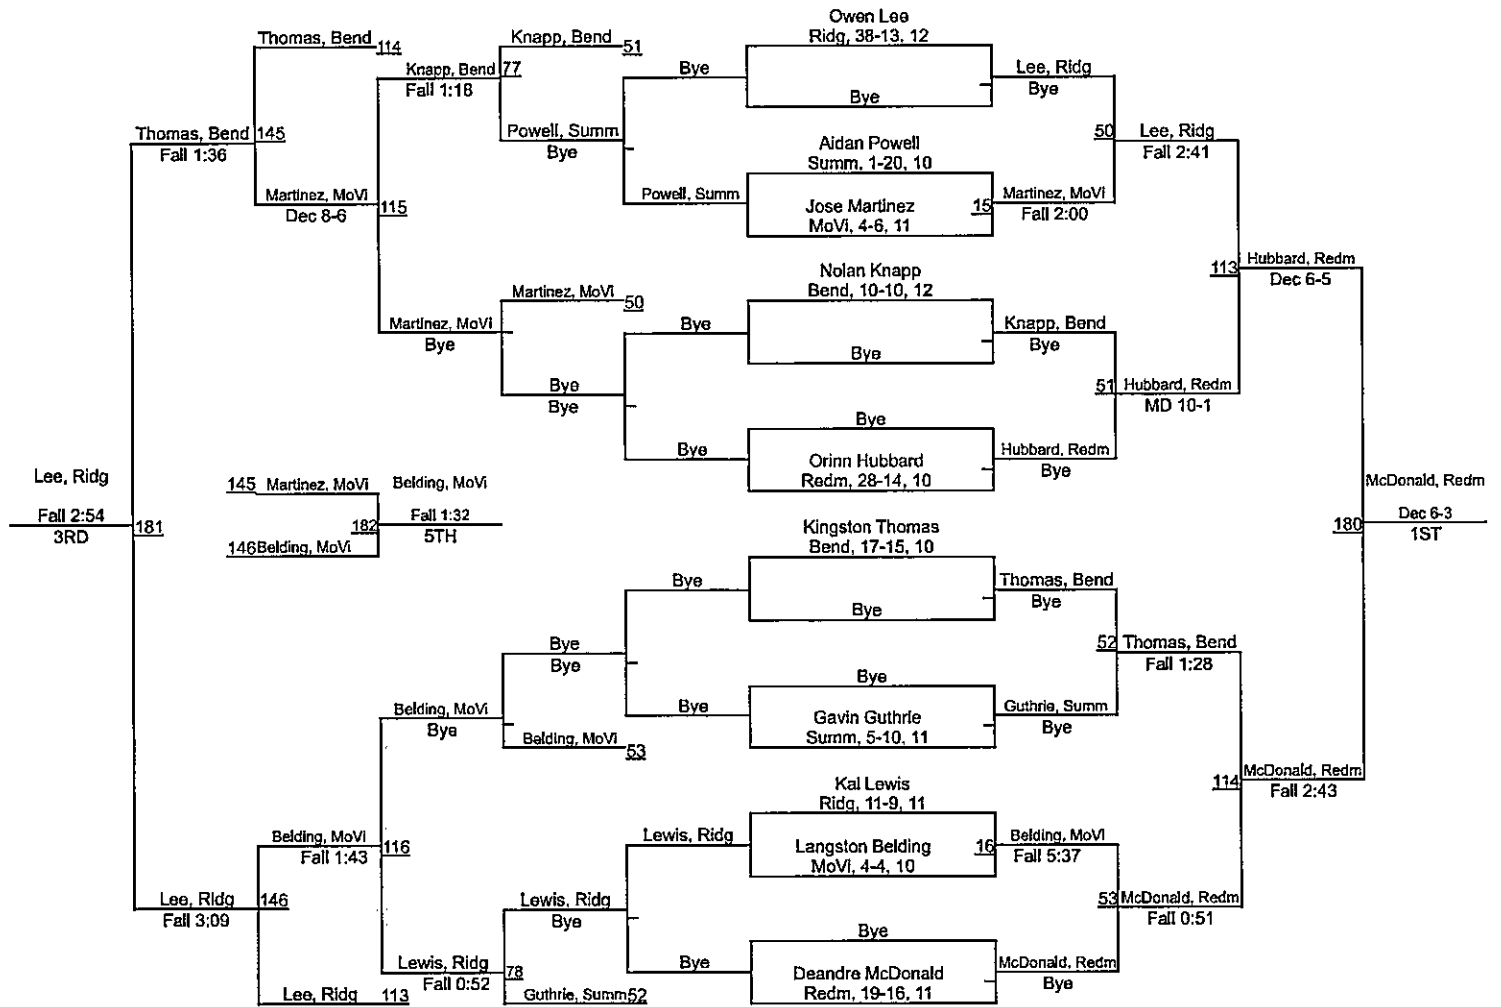 Owen Lee
Ridg, 38-13, 12
Bye
Lee, Ridg
Bye
Aidan Powell
Summ, 1-20, 10
Jose Martinez
MoVi, 4-6, 11
15
Martinez, MoVi
Fall 2:00
50
Lee, Ridg
Fall 2:41
Nolan Knapp
Bend, 10-10, 12
Bye
Knapp, Bend
Bye
Bye
Orinn Hubbard
Redm, 28-14, 10
Hubbard, Redm
Bye
51
Hubbard, Redm
MD 10-1
113
Hubbard, Redm
Dec 6-5
Kingston Thomas
Bend, 17-15, 10
Bye
Thomas, Bend
Bye
Bye
Gavin Guthrie
Summ, 5-10, 11
Guthrie, Summ
Bye
52
Thomas, Bend
Fall 1:28
Kal Lewis
Ridg, 11-9, 11
Langston Belding
MoVi, 4-4, 10
16
Belding, MoVi
Fall 5:37
Bye
Deandre McDonald
Redm, 19-16, 11
McDonald, Redm
Bye
53
McDonald, Redm
Fall 0:51
114
McDonald, Redm
Fall 2:43
180
McDonald, Redm
Dec 6-3
1ST
Bye
Powell, Summ
Powell, Summ
Bye
Knapp, Bend
51
77
Knapp, Bend
Fall 1:18
Bye
Bye
Bye
Bye
Martinez, MoVi
50
Martinez, MoVi
Bye
115
Martinez, MoVi
Dec 8-6
Thomas, Bend
114
145
Thomas, Bend
Fall 1:36
Bye
Bye
Bye
Bye
Belding, MoVi
53
Belding, MoVi
Bye
Lewis, Ridg
Bye
Lewis, Ridg
Bye
Guthrie, Summ
52
78
Lewis, Ridg
Fall 0:52
116
Belding, MoVi
Fall 1:43
Lee, Ridg
113
146
Lee, Ridg
Fall 3:09
181
Lee, Ridg
Fall 2:54
3RD
145
Martinez, MoVi
146
Belding, MoVi
182
Belding, MoVi
Fall 1:32
5TH